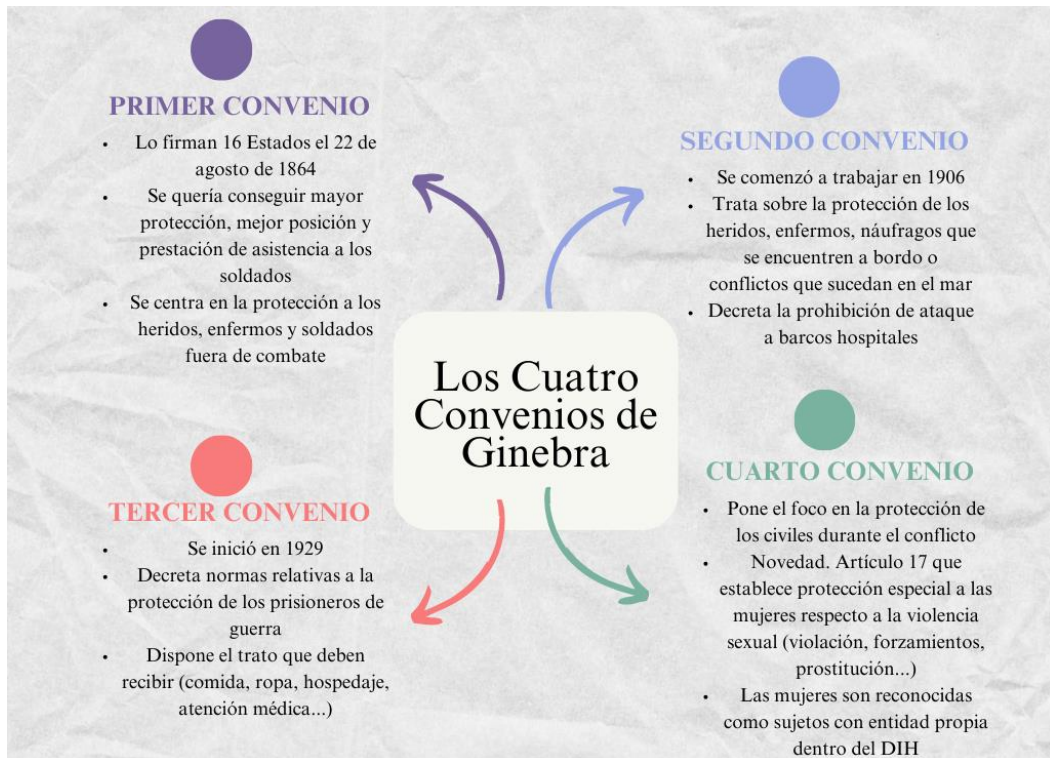 PRIMER CONVENIO
• Lo firman 16 Estados el 22 de
agosto de 1864
• Se quería conseguir mayor
protección, mejor posición y
prestación de asistencia a los
soldados
• Se centra en la protección a los
heridos, enfermos y soldados
fuera de combate
SEGUNDO CONVENIO
• Se comenzó a trabajar en 1906
• Trata sobre la protección de los
heridos, enfermos, náufragos que
se encuentren a bordo o
conflictos que sucedan en el mar
• Decreta la prohibición de ataque
a barcos hospitales
Los Cuatro
Convenios de
Ginebra
TERCER CONVENIO
• Se inició en 1929
• Decreta normas relativas a la
protección de los prisioneros de
guerra
• Dispone el trato que deben
recibir (comida, ropa, hospedaje,
atención médica...)
CUARTO CONVENIO
• Pone el foco en la protección de
los civiles durante el conflicto
• Novedad. Artículo 17 que
establece protección especial a las
mujeres respecto a la violencia
sexual (violación, forzamientos,
prostitución...)
• Las mujeres son reconocidas
como sujetos con entidad propia
dentro del DIH